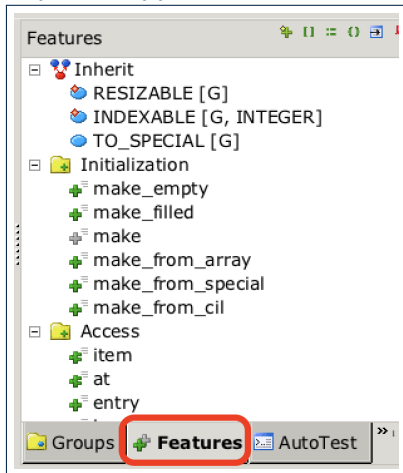 Features
Inherit
RESIZABLE [G]
INDEXABLE [G, INTEGER]
TO_SPECIAL [G]
Initialization
make_empty
make_filled
make
make_from_array
make_from_special
make_from_cil
Access
item
at
entry
Groups Features AutoTest